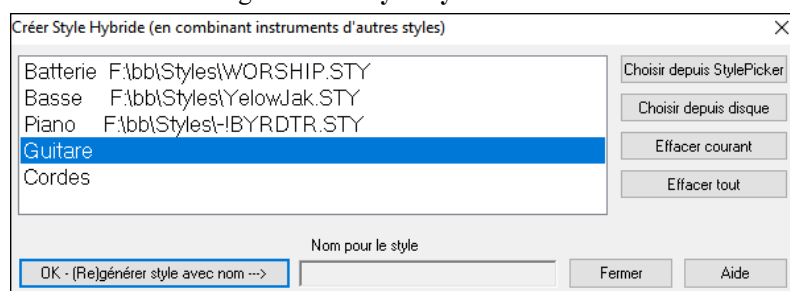 Créer Style Hybride (en combinant instruments d'autres styles)
Batterie F:\bb\Styles\WORSHIP.STY
Basse F:\bb\Styles\YelowJak.STY
Piano F:\bb\Styles\-!BYRDTR.STY
Guitare
Cordes
Choisir depuis StylePicker
Choisir depuis disque
Effacer courant
Effacer tout
Nom pour le style
OK - (Re)générer style avec nom --->
Fermer
Aide